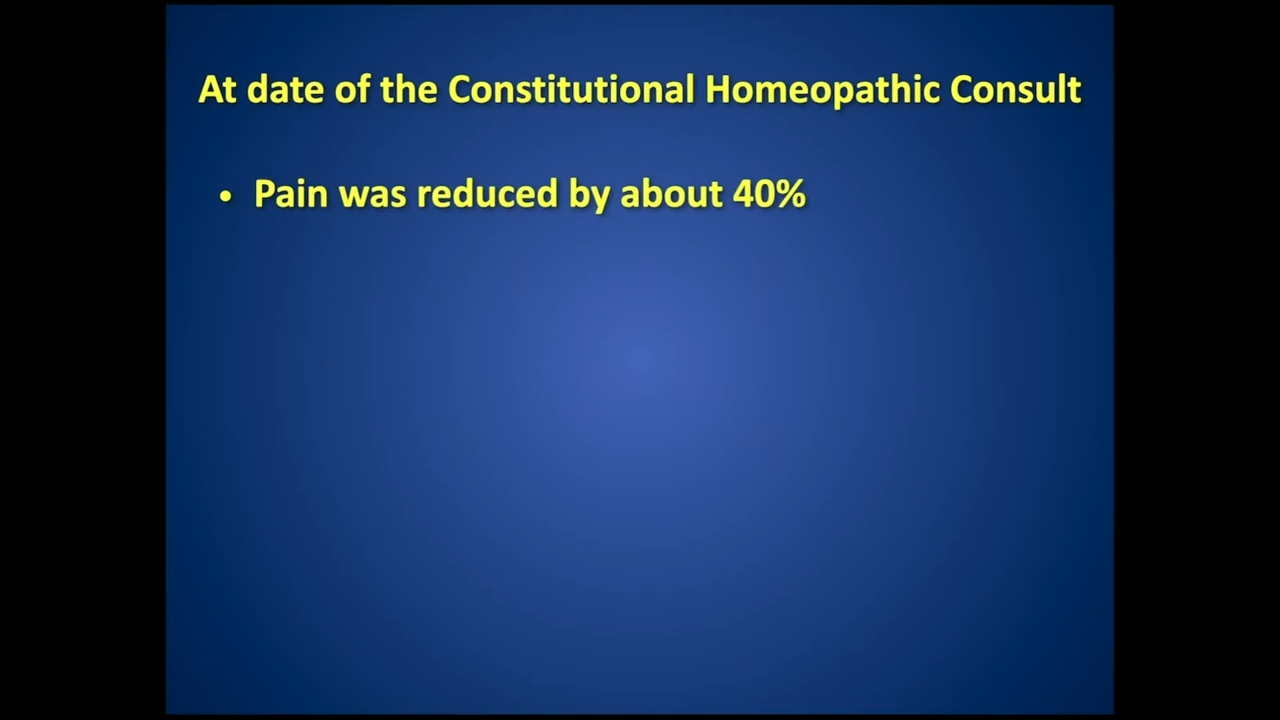 At date of the Constitutional Homeopathic Consult
• Pain was reduced by about 40%